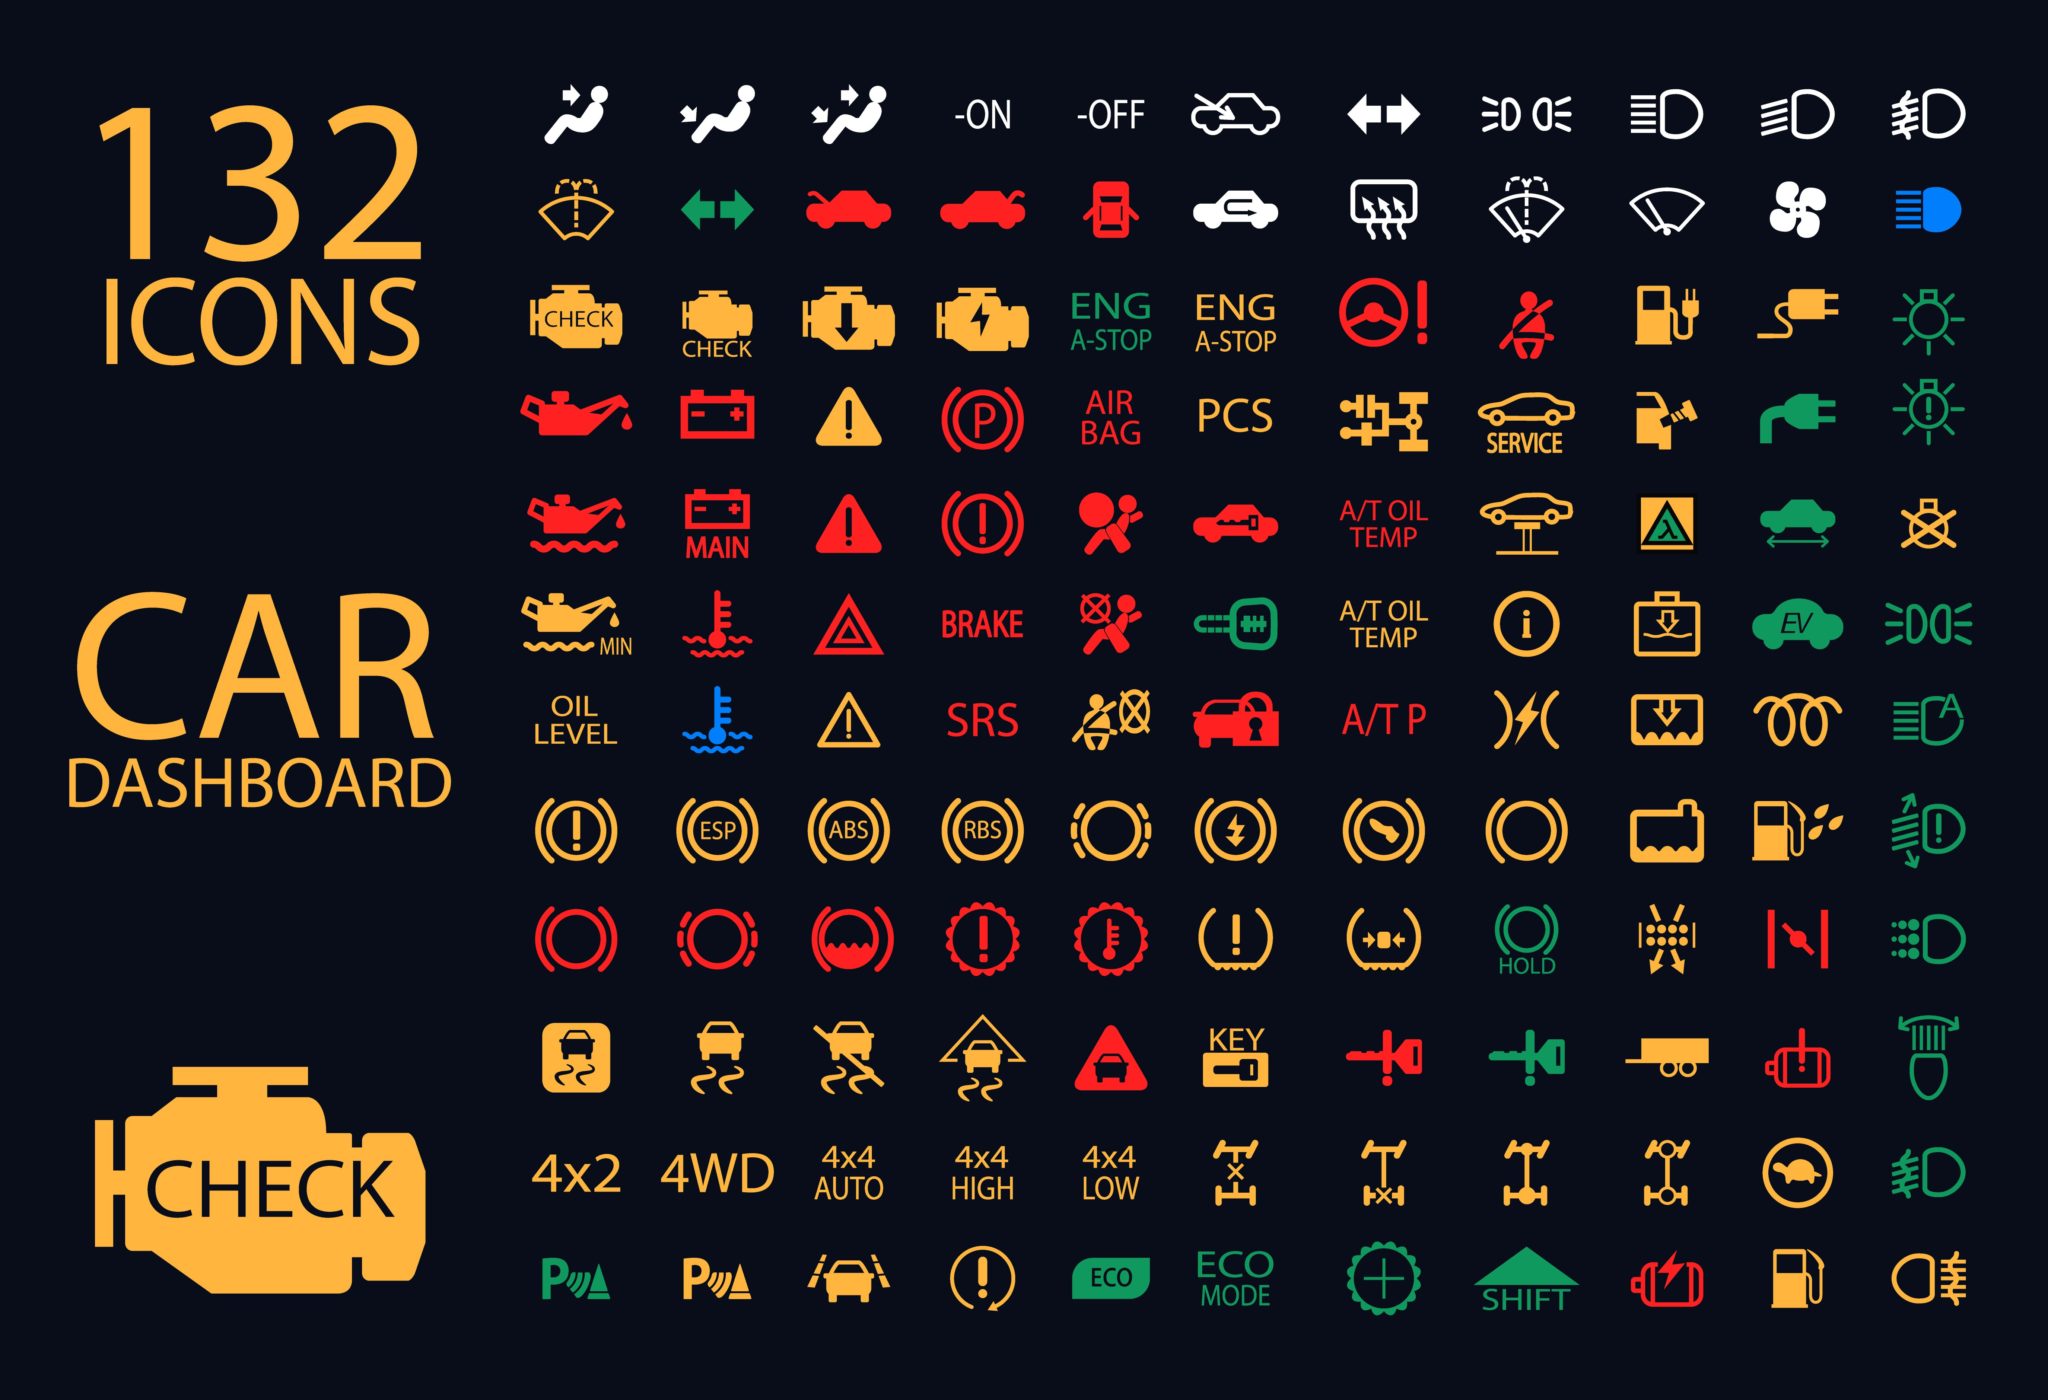 132
ICONS
CAR
DASHBOARD
CHECK
-ON
-OFF
CHECK
CHECK
ENG
A-STOP
ENG
A-STOP
P
AIR
BAG
PCS
SERVICE
MAIN
A/T OIL
TEMP
λ
MIN
BRAKE
A/T OIL
TEMP
i
EV
OIL
LEVEL
SRS
A/T P
A
ESP
ABS
RBS
HOLD
KEY
4x2
4WD
4x4
AUTO
4x4
HIGH
4x4
LOW
P
P
ECO
ECO
MODE
SHIFT